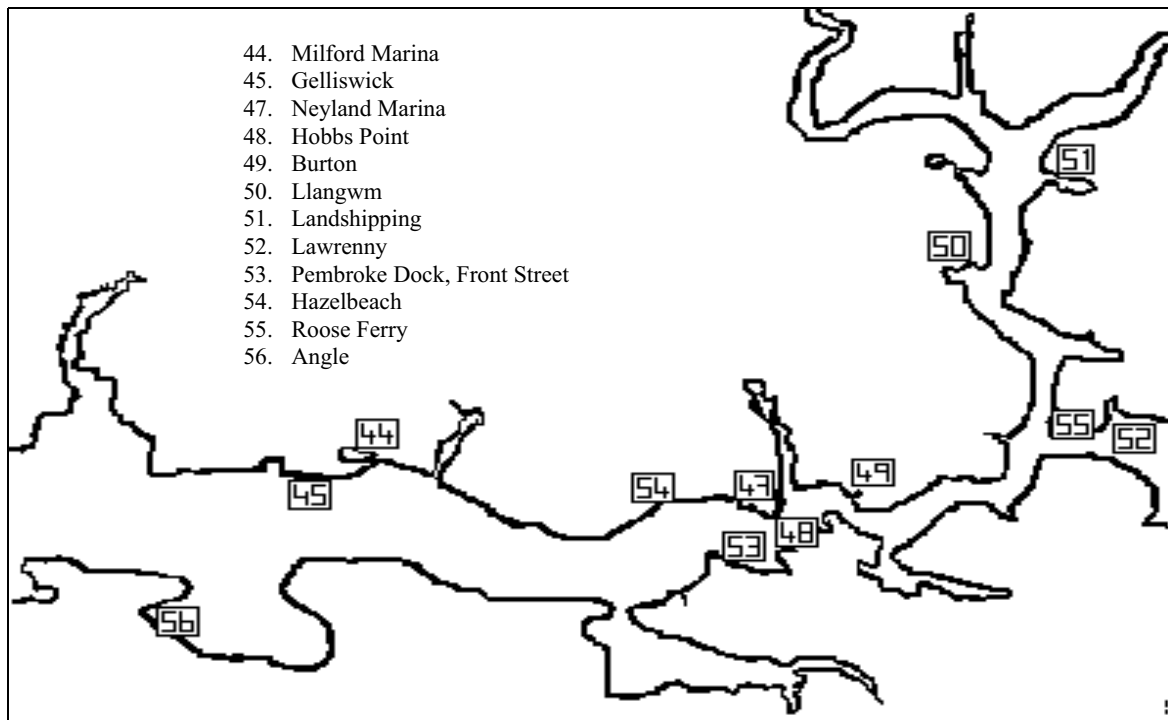 44. Milford Marina
45. Gelliswick
47. Neyland Marina
48. Hobbs Point
49. Burton
50. Llangwm
51. Landshipping
52. Lawrenny
53. Pembroke Dock, Front Street
54. Hazelbeach
55. Roose Ferry
56. Angle
51
50
44
55
52
45
54
47
49
53
48
56